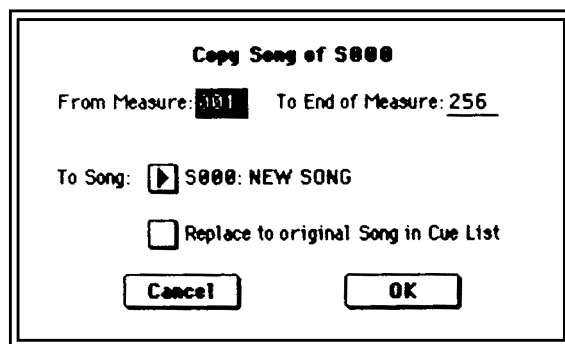 Copy Song of S000
From Measure: 001 To End of Measure: 256
To Song: S000: NEW SONG
Replace to original Song in Cue List
Cancel OK